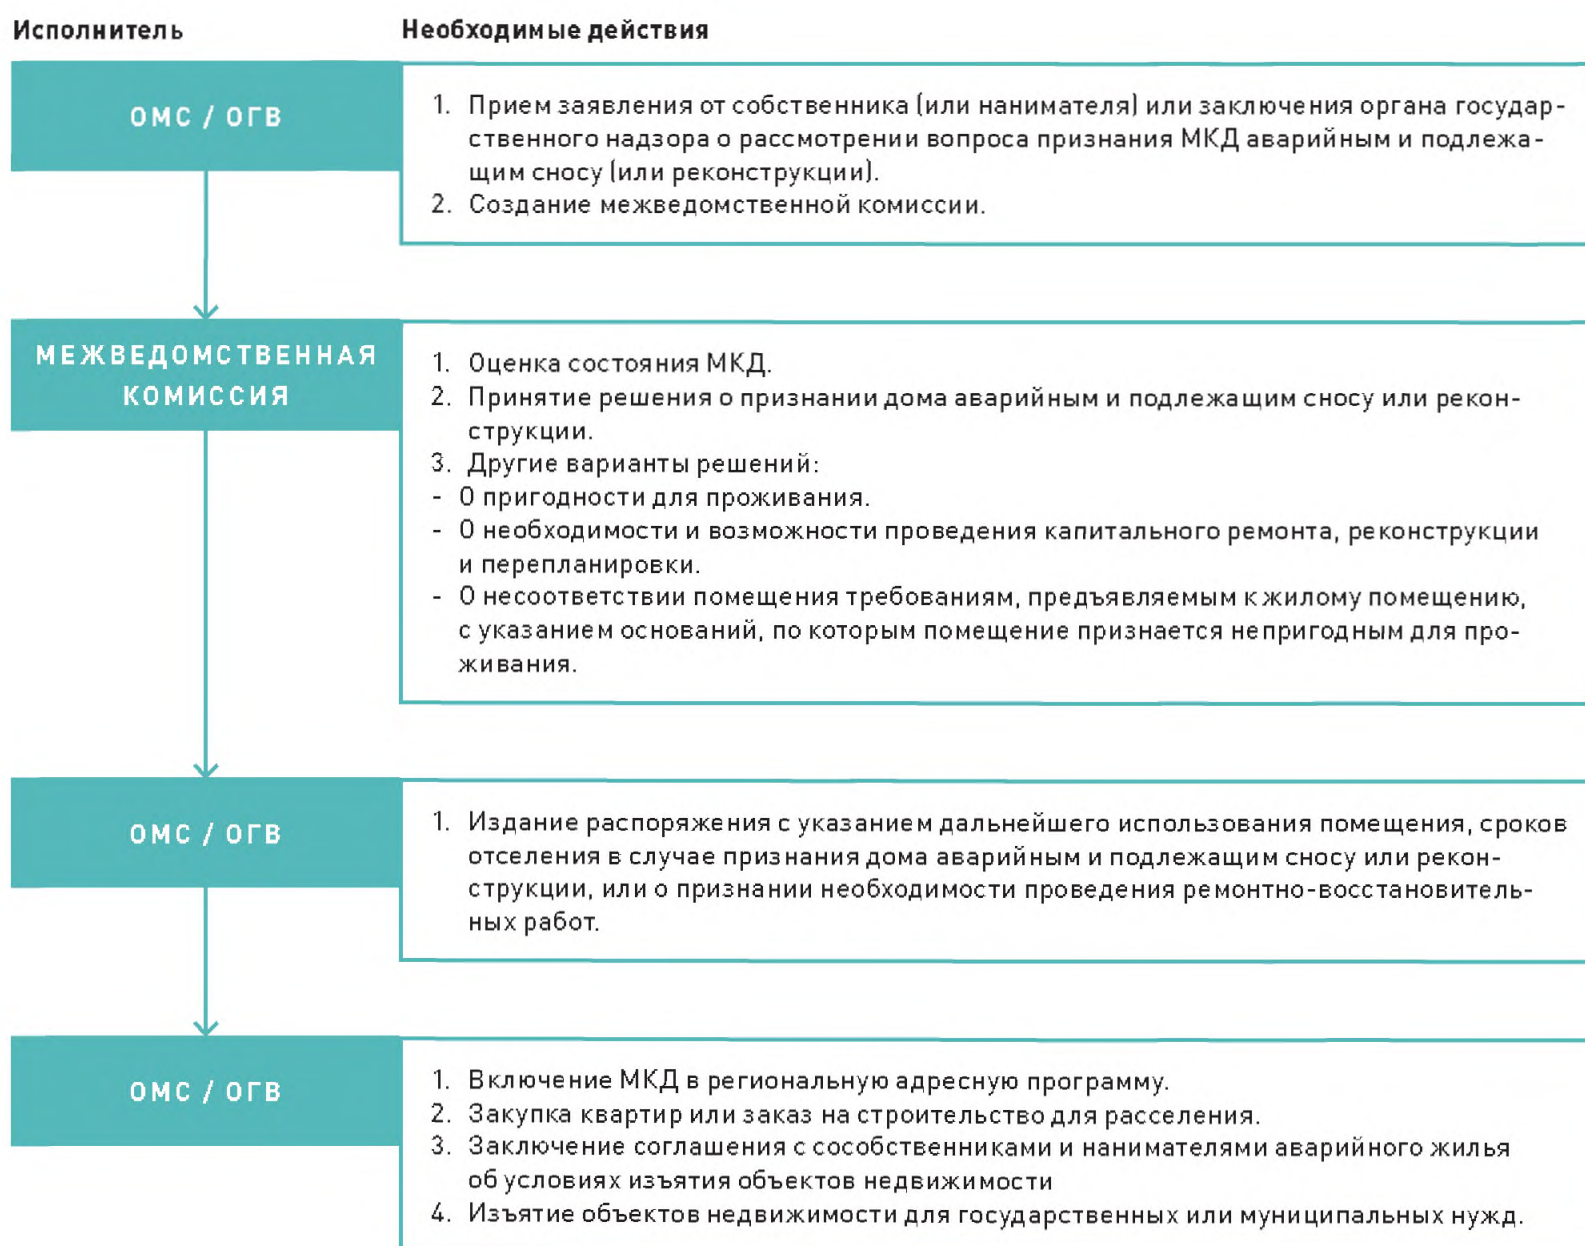 Исполнитель
Необходимые действия
ОМС / ОГВ
1. Прием заявления от собственника (или нанимателя) или заключения органа государ-
ственного надзора о рассмотрении вопроса признания МКД аварийным и подлежа-
щим сносу (или реконструкции).
2. Создание межведомственной комиссии.
МЕЖВЕДОМСТВЕННАЯ
КОМИССИЯ
1. Оценка состояния МКД.
2. Принятие решения о признании дома аварийным и подлежащим сносу или рекон-
струкции.
3. Другие варианты решений:
- О пригодности для проживания.
- О необходимости и возможности проведения капитального ремонта, реконструкции
и перепланировки.
- О несоответствии помещения требованиям, предъявляемым к жилому помещению,
с указанием оснований, по которым помещение признается непригодным для про-
живания.
ОМС / ОГВ
1. Издание распоряжения с указанием дальнейшего использования помещения, сроков
отселения в случае признания дома аварийным и подлежащим сносу или рекон-
струкции, или о признании необходимости проведения ремонтно-восстановитель-
ных работ.
ОМС / ОГВ
1. Включение МКД в региональную адресную программу.
2. Закупка квартир или заказ на строительство для расселения.
3. Заключение соглашения с сособственниками и нанимателями аварийного жилья
об условиях изъятия объектов недвижимости
4. Изъятие объектов недвижимости для государственных или муниципальных нужд.